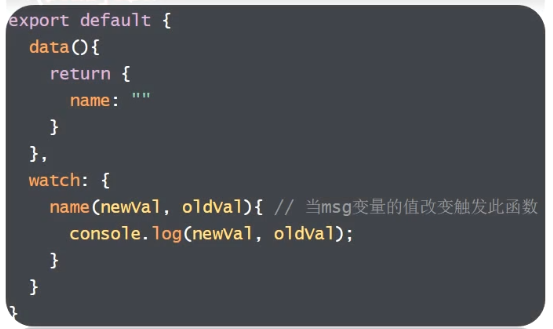 export default {
  data(){
    return {
      name: ""
    }
  },
  watch: {
    name(newVal, oldVal){ // 当msg变量的值改变触发此函数
      console.log(newVal, oldVal);
    }
  }
}